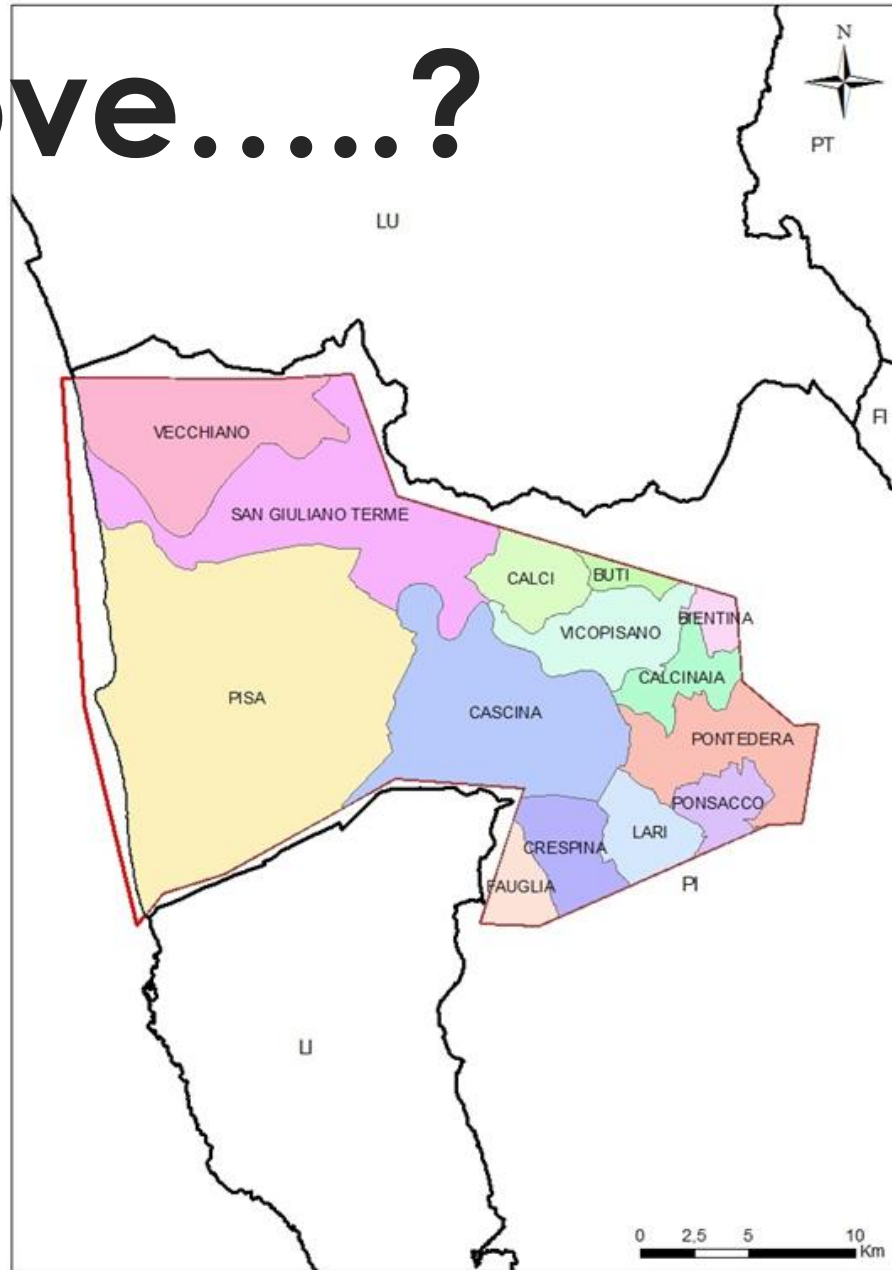 ove.....?
N
PT
LU
FI
VECCHIANO
SAN GIULIANO TERME
CALCI
BUTI
BIENTINA
VICOPISANO
CALCINAIA
PISA
CASCINA
PONTEDERA
PONSACCO
LARI
CRESPINA
FAUGLIA
PI
LI
0 2,5 5 10
Km